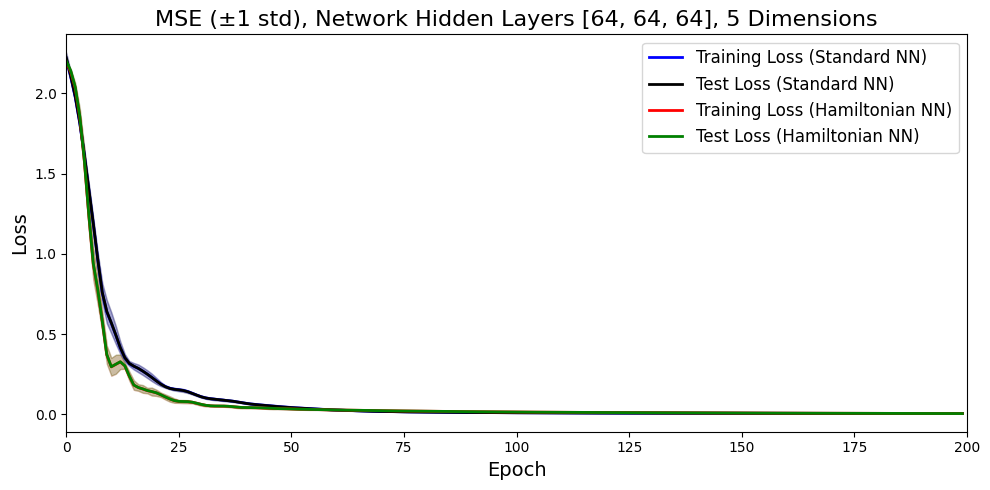 MSE (±1 std), Network Hidden Layers [64, 64, 64], 5 Dimensions
Training Loss (Standard NN)
Test Loss (Standard NN)
Training Loss (Hamiltonian NN)
Test Loss (Hamiltonian NN)
Loss
2.0
1.5
1.0
0.5
0.0
0 25 50 75 100 125 150 175 200
Epoch